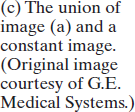 (c) The union of
image (a) and a
constant image.
(Original image
courtesy of G.E.
Medical Systems.)